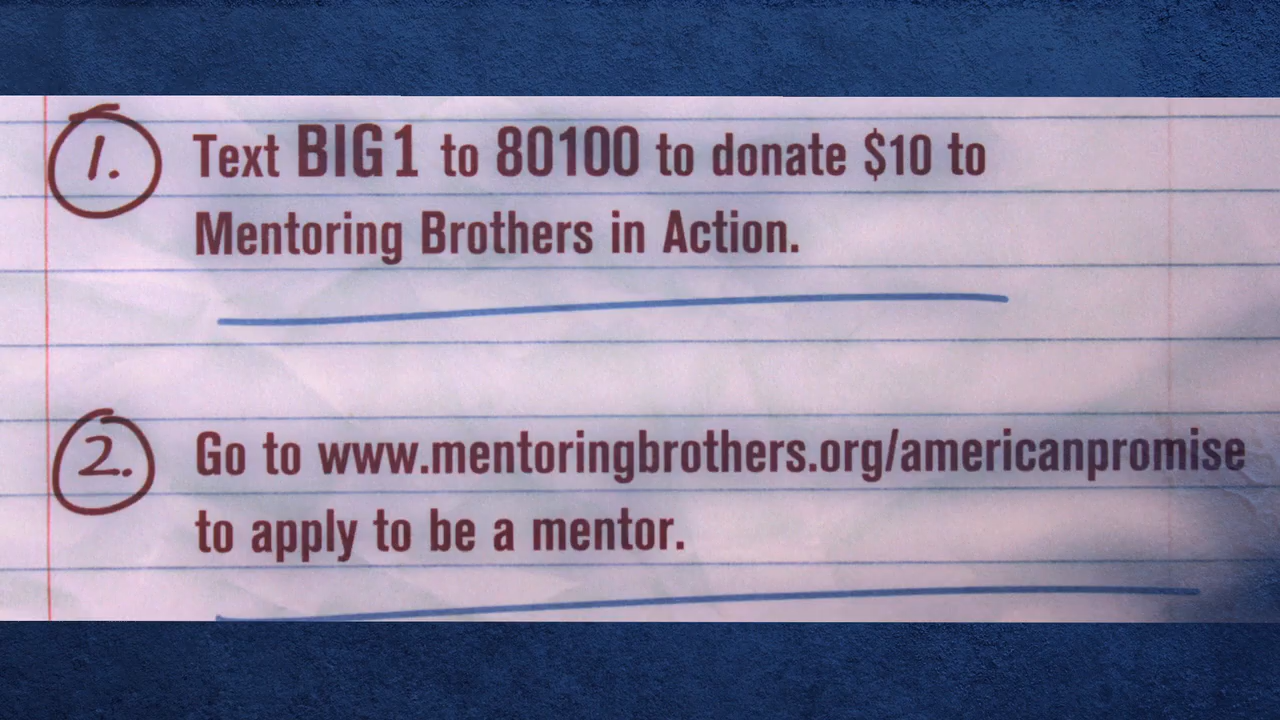 1. Text BIG1 to 80100 to donate $10 to
Mentoring Brothers in Action.
2. Go to www.mentoringbrothers.org/americanpromise
to apply to be a mentor.